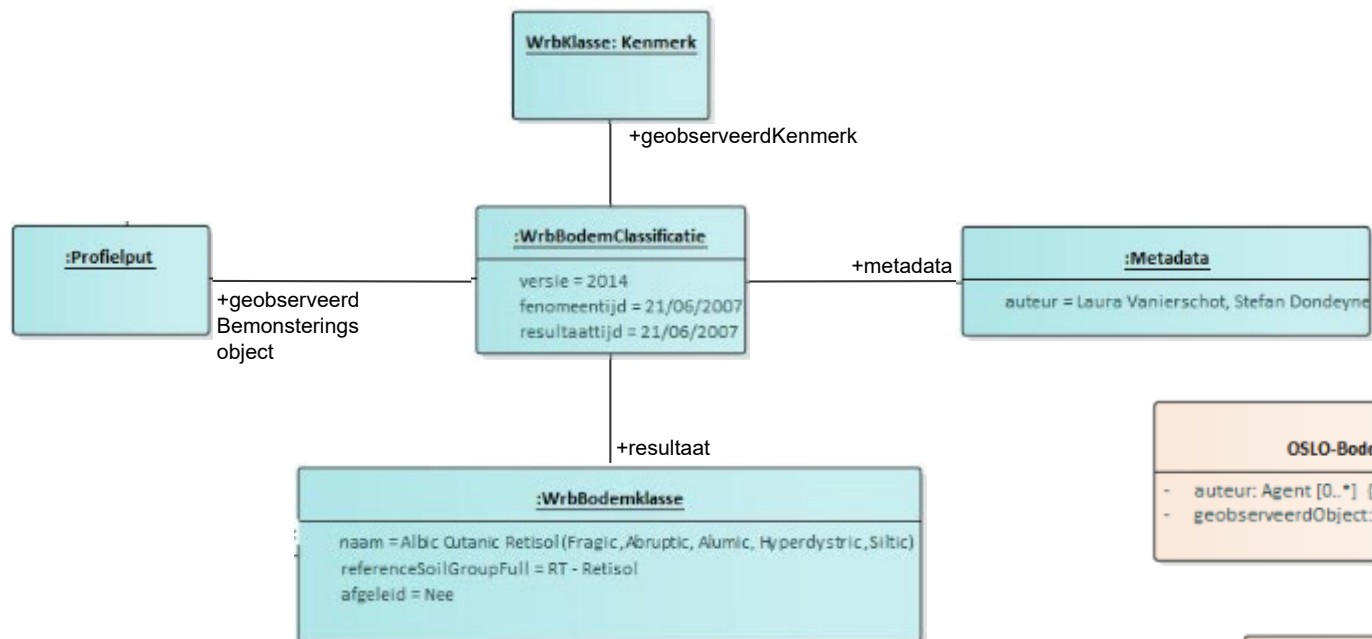 WrbKlasse: Kenmerk
+geobserveerdKenmerk
:Profielput
+geobserveerd
Bemonsterings
object
:WrbBodemClassificatie
versie = 2014
fenomeentijd = 21/06/2007
resultaattijd = 21/06/2007
+metadata
:Metadata
auteur = Laura Vanierschot, Stefan Dondeyne
+resultaat
:WrbBodemklasse
naam =Albic Cutanic Retisol(Fragic,Abruptic, Alumic, Hyperdystric,Siltic)
referenceSoilGroupFull = RT - Retisol
afgeleid = Nee
OSLO-Bode
- auteur: Agent [0..*] {
- geobserveerdObject: